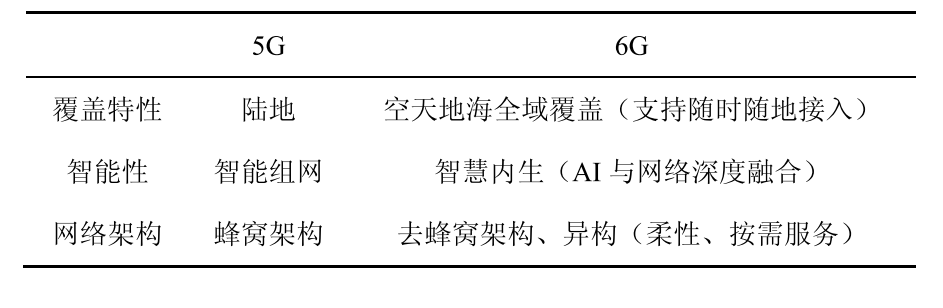 5G 6G
覆盖特性 陆地 空天地海全域覆盖（支持随时随地接入）
智能性 智能组网 智慧内生（AI与网络深度融合）
网络架构 蜂窝架构 去蜂窝架构、异构（柔性、按需服务）